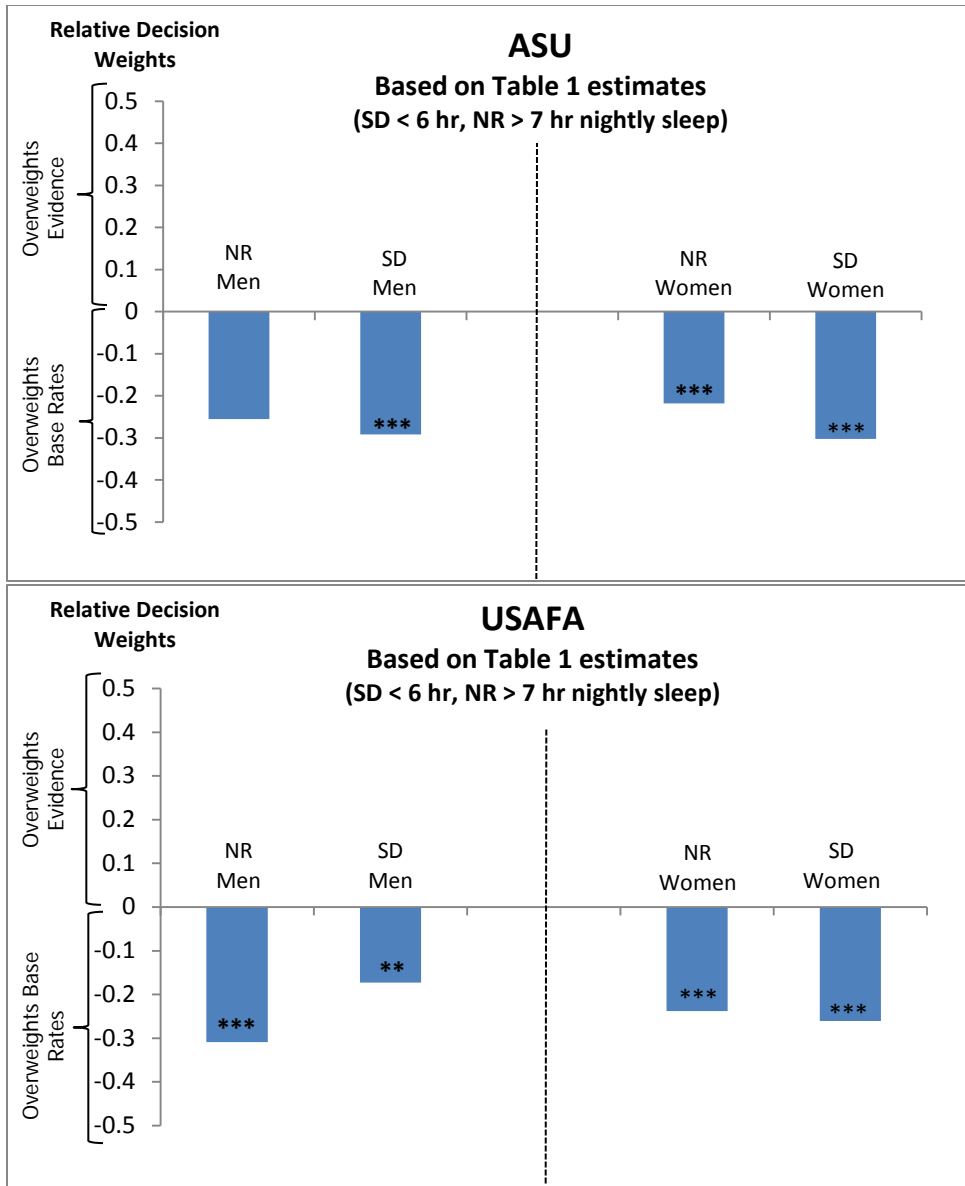 Relative Decision
Weights
ASU
Based on Table 1 estimates
(SD < 6 hr, NR > 7 hr nightly sleep)
Overweights
Evidence
Overweights
Base Rates
0.5
0.4
0.3
0.2
0.1
0
-0.1
-0.2
-0.3
-0.4
-0.5
NR
Men
SD
Men
NR
Women
SD
Women
***
***
***
Relative Decision
Weights
USAFA
Based on Table 1 estimates
(SD < 6 hr, NR > 7 hr nightly sleep)
Overweights
Evidence
Overweights Base
Rates
0.5
0.4
0.3
0.2
0.1
0
-0.1
-0.2
-0.3
-0.4
-0.5
NR
Men
SD
Men
NR
Women
SD
Women
***
**
***
***